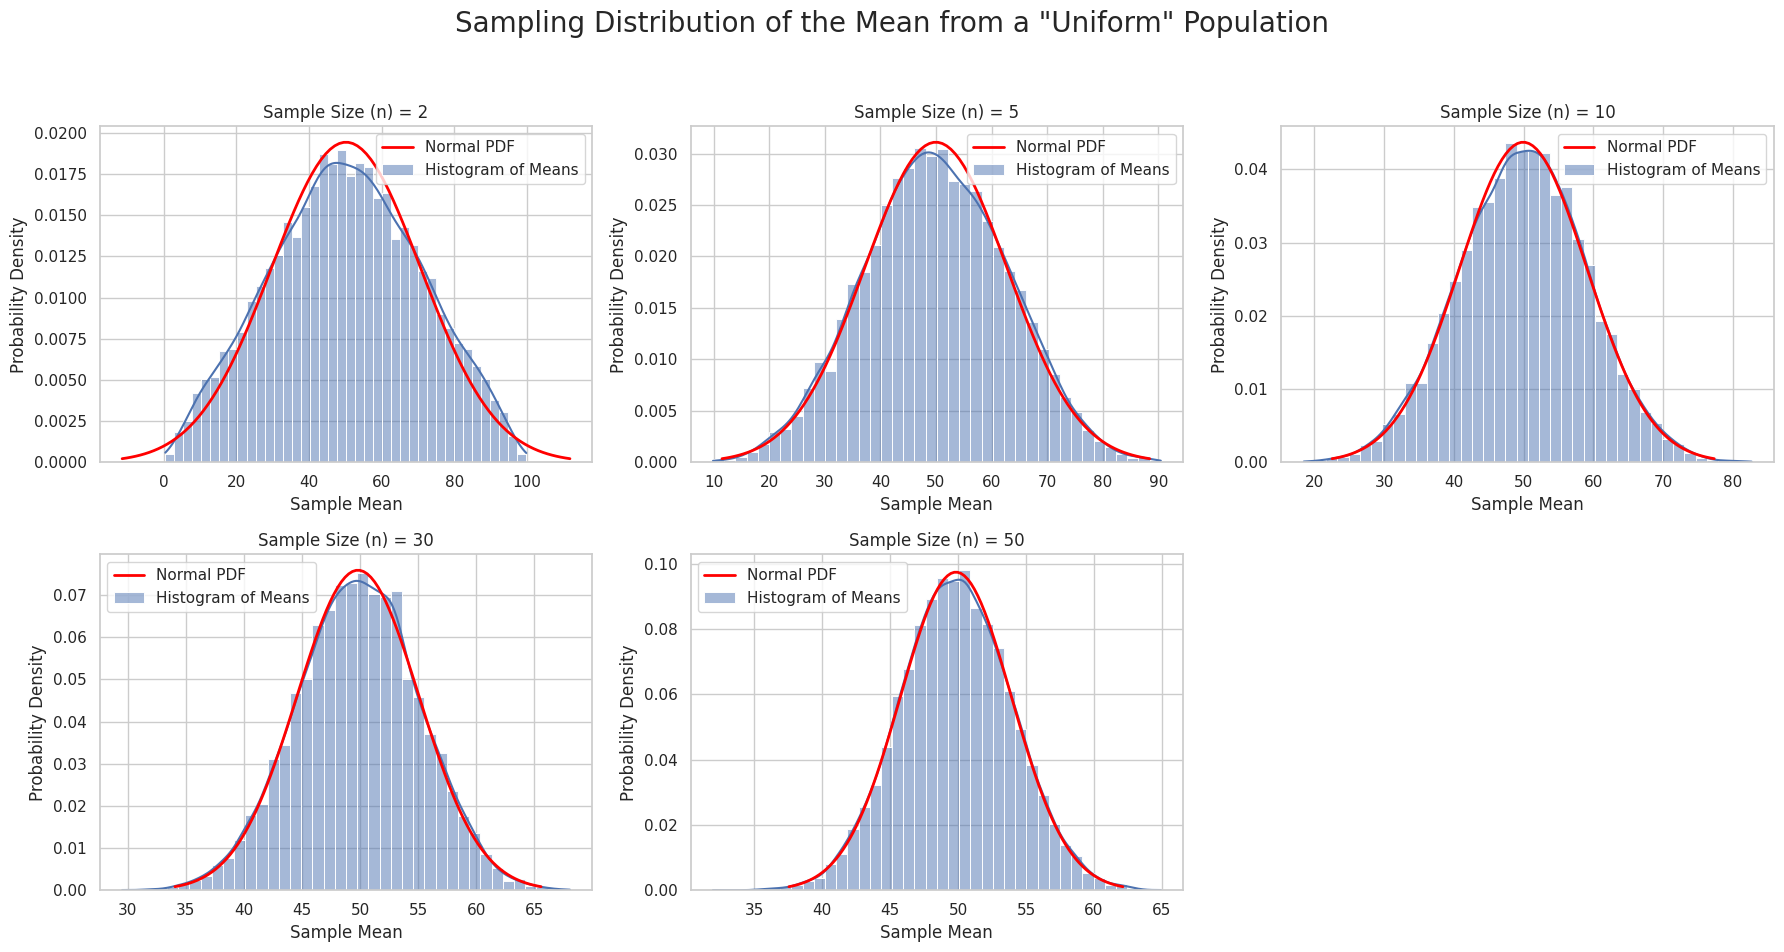 Sampling Distribution of the Mean from a "Uniform" Population
Sample Size (n) = 2
Normal PDF
Histogram of Means
Probability Density
0.0200
0.0175
0.0150
0.0125
0.0100
0.0075
0.0050
0.0025
0.0000
0 20 40 60 80 100
Sample Mean
Sample Size (n) = 5
Normal PDF
Histogram of Means
Probability Density
0.030
0.025
0.020
0.015
0.010
0.005
0.000
10 20 30 40 50 60 70 80 90
Sample Mean
Sample Size (n) = 10
Normal PDF
Histogram of Means
Probability Density
0.04
0.03
0.02
0.01
0.00
20 30 40 50 60 70 80
Sample Mean
Sample Size (n) = 30
Normal PDF
Histogram of Means
Probability Density
0.07
0.06
0.05
0.04
0.03
0.02
0.01
0.00
30 35 40 45 50 55 60 65
Sample Mean
Sample Size (n) = 50
Normal PDF
Histogram of Means
Probability Density
0.10
0.08
0.06
0.04
0.02
0.00
35 40 45 50 55 60 65
Sample Mean